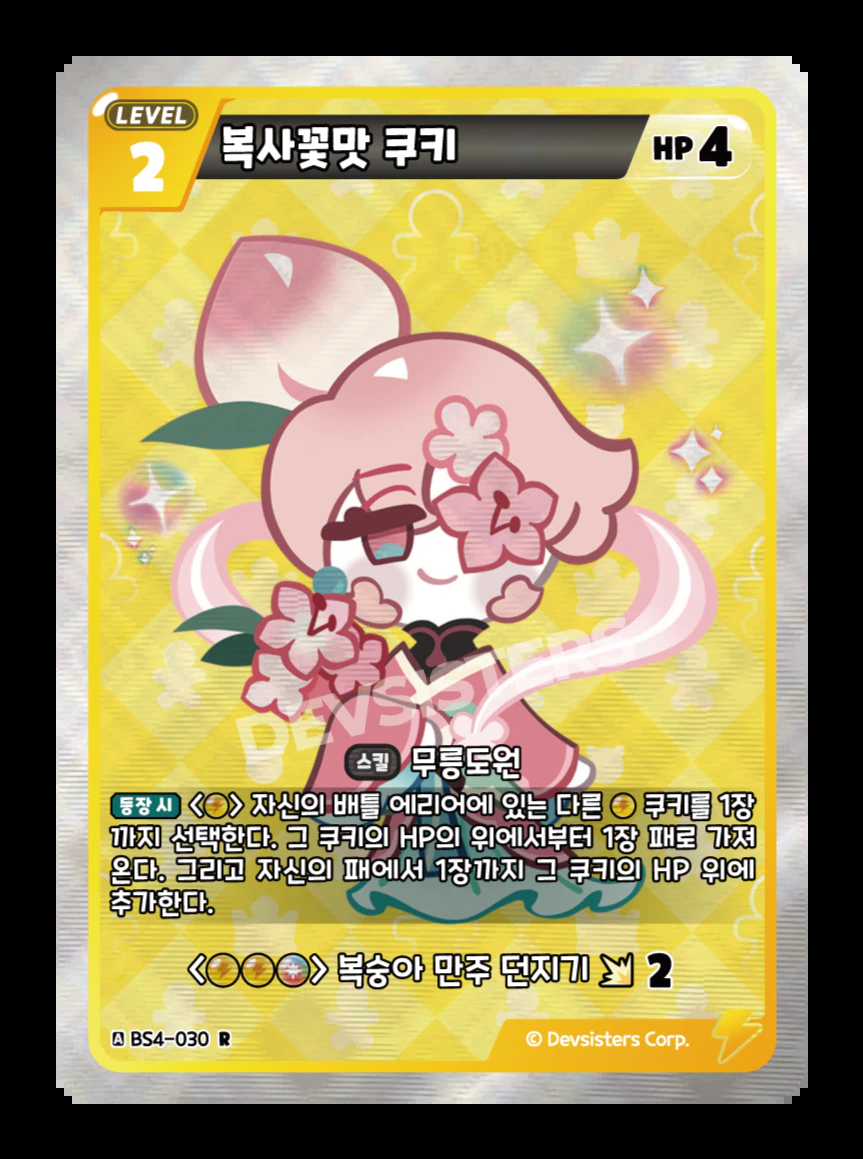 LEVEL
2
복사꽃맛 쿠키
HP 4
DEVSISTERS
스킬 무릉도원
등장 시 < > 자신의 배틀 에리어에 있는 다른 쿠키를 1장
까지 선택한다. 그 쿠키의 HP의 위에서부터 1장 패로 가져
온다. 그리고 자신의 패에서 1장까지 그 쿠키의 HP 위에
추가한다.
< > 복숭아 만주 던지기 2
A BS4-030 R
© Devsisters Corp.